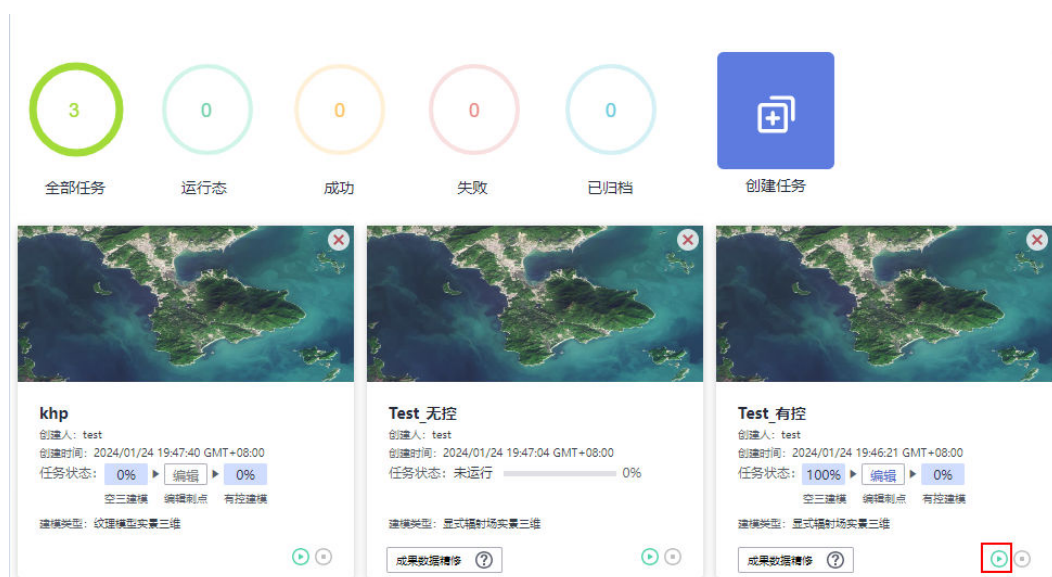 3
0
0
0
0
全部任务
运行态
成功
失败
已归档
创建任务
khp
创建人：test
创建时间：2024/01/24 19:47:40 GMT+08:00
任务状态：
0%
编辑
0%
空三建模
编辑刺点
有控建模
建模类型：纹理模型实景三维
Test_无控
创建人：test
创建时间：2024/01/24 19:47:04 GMT+08:00
任务状态：未运行
0%
建模类型：显式辐射场实景三维
成果数据精修 ?
Test_有控
创建人：test
创建时间：2024/01/24 19:46:21 GMT+08:00
任务状态：
100%
编辑
0%
空三建模
编辑刺点
有控建模
建模类型：显式辐射场实景三维
成果数据精修 ?